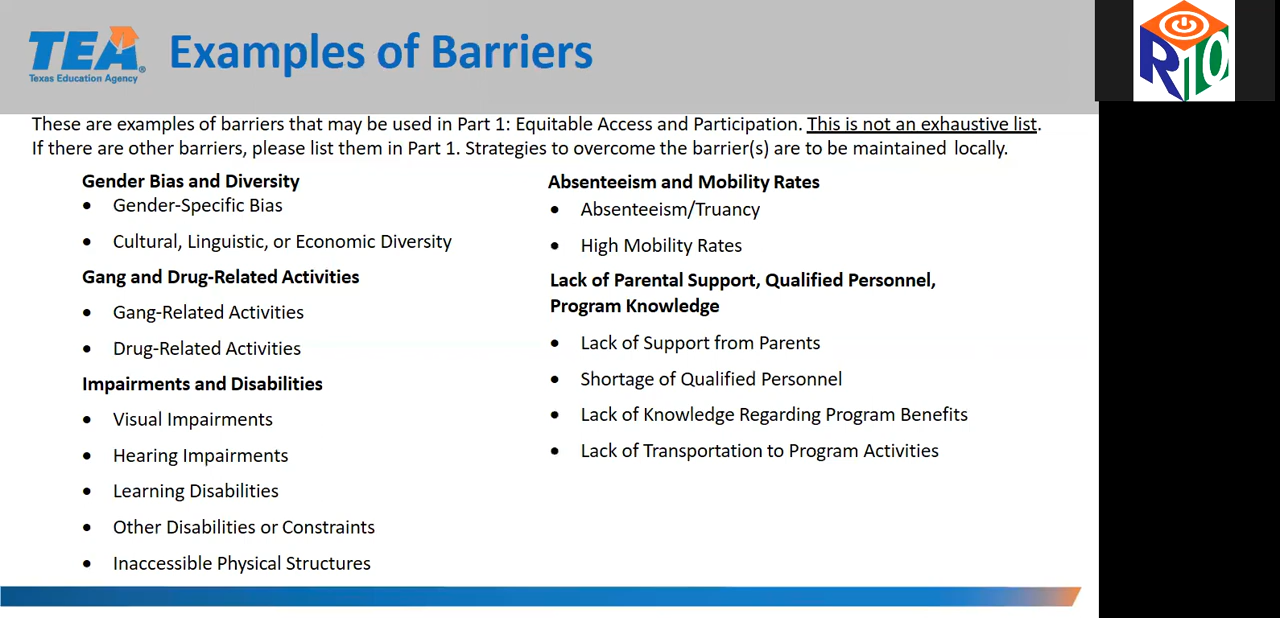 TEA
Texas Education Agency
Examples of Barriers
R10
These are examples of barriers that may be used in Part 1: Equitable Access and Participation. This is not an exhaustive list.
If there are other barriers, please list them in Part 1. Strategies to overcome the barrier(s) are to be maintained locally.
Gender Bias and Diversity
• Gender-Specific Bias
• Cultural, Linguistic, or Economic Diversity
Gang and Drug-Related Activities
• Gang-Related Activities
• Drug-Related Activities
Impairments and Disabilities
• Visual Impairments
• Hearing Impairments
• Learning Disabilities
• Other Disabilities or Constraints
• Inaccessible Physical Structures
Absenteeism and Mobility Rates
• Absenteeism/Truancy
• High Mobility Rates
Lack of Parental Support, Qualified Personnel,
Program Knowledge
• Lack of Support from Parents
• Shortage of Qualified Personnel
• Lack of Knowledge Regarding Program Benefits
• Lack of Transportation to Program Activities